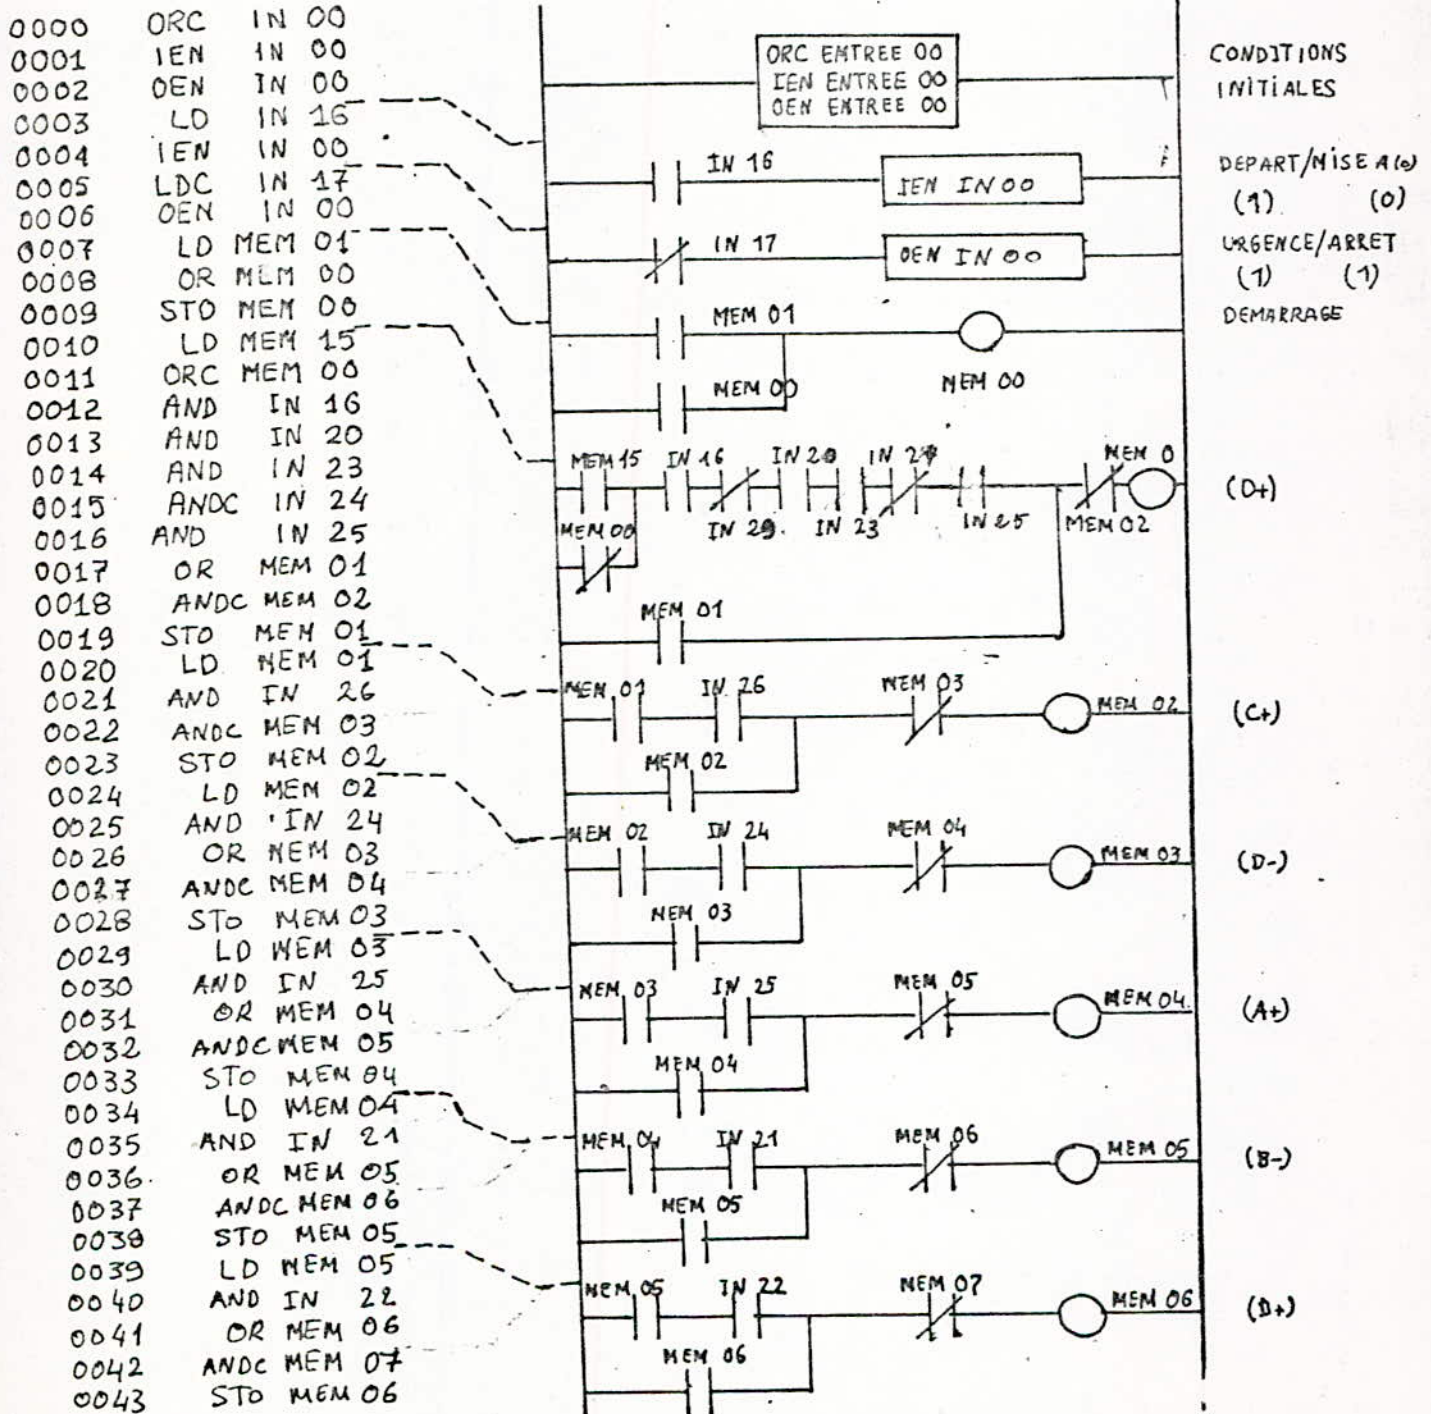 0000 ORC IN 00
0001 IEN IN 00
0002 OEN IN 00
0003 LD IN 16
0004 IEN IN 00
0005 LDC IN 17
0006 OEN IN 00
0007 LD MEM 01
0008 OR MEM 00
0009 STO MEM 00
0010 LD MEM 15
0011 ORC MEM 00
0012 AND IN 16
0013 AND IN 20
0014 AND IN 23
0015 ANDC IN 24
0016 AND IN 25
0017 OR MEM 01
0018 ANDC MEM 02
0019 STO MEM 01
0020 LD MEM 01
0021 AND IN 26
0022 ANDC MEM 03
0023 STO MEM 02
0024 LD MEM 02
0025 AND IN 24
0026 OR MEM 03
0027 ANDC MEM 04
0028 STO MEM 03
0029 LD MEM 03
0030 AND IN 25
0031 OR MEM 04
0032 ANDC MEM 05
0033 STO MEM 04
0034 LD MEM 04
0035 AND IN 21
0036 OR MEM 05
0037 ANDC MEM 06
0038 STO MEM 05
0039 LD MEM 05
0040 AND IN 22
0041 OR MEM 06
0042 ANDC MEM 07
0043 STO MEM 06
ORC EMTREE 00
IEN ENTREE 00
OEN ENTREE 00
CONDITIONS
INITIALES
IN 16
IEN IN 00
DEPART/MISE A (0)
(1) (0)
IN 17
OEN IN 00
URGENCE/ARRET
(1) (1)
MEM 01
DEMARRAGE
MEM 00
MEM 00
MEM 15 IN 16 IN 20 IN 24 MEM 0
(D+)
MEM 00 IN 29. IN 23 IN 25 MEM 02
MEM 01
MEM 01 IN 26 MEM 03 MEM 02
(C+)
MEM 02
MEM 02 IN 24 MEM 04 MEM 03
(D-)
MEM 03
MEM 03 IN 25 MEM 05 MEM 04.
(A+)
MEM 04
MEM 04 IN 21 MEM 06 MEM 05
(B-)
MEM 05
MEM 05 IN 22 MEM 07 MEM 06
(D+)
MEM 06